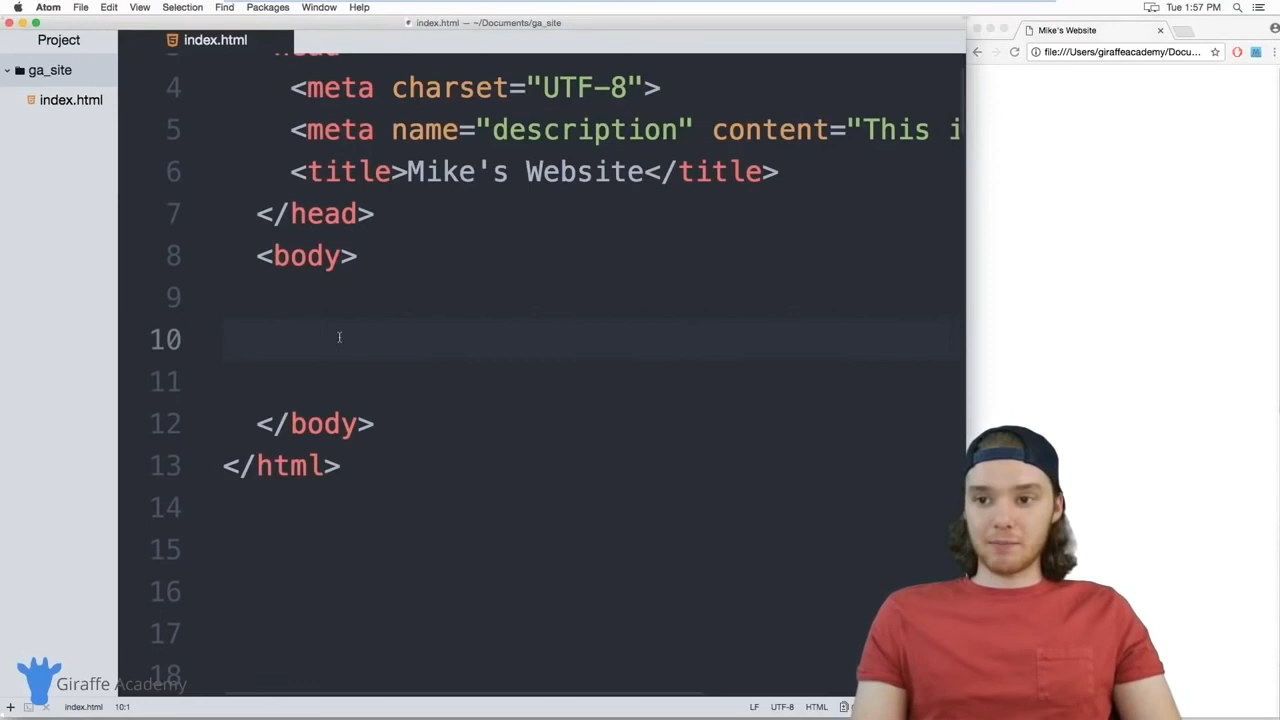 Atom File Edit View Selection Find Packages Window Help Tue 1:57 PM
index.html — ~/Documents/ga_site
Project
index.html
Mike's Website
ga_site
file:///Users/giraffeacademy/Docu...
index.html
4 <meta charset="UTF-8">
5 <meta name="description" content="This i
6 <title>Mike's Website</title>
7 </head>
8 <body>
9
10
11
12 </body>
13 </html>
14
15
16
17
18
Giraffe Academy
index.html 10:1 LF UTF-8 HTML